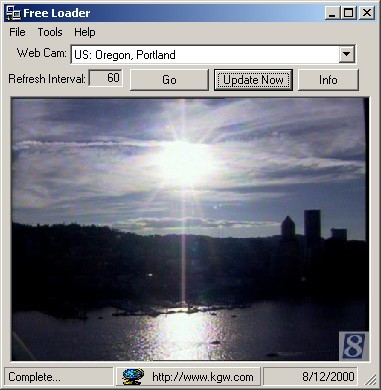 Free Loader
File Tools Help
Web Cam: US: Oregon, Portland
Refresh Interval: 60 Go Update Now Info
8
Complete... http://www.kgw.com 8/12/2000